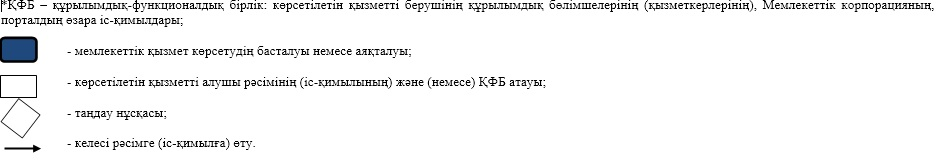 *ҚФБ – құрылымдық-функционалдық бірлік: көрсетілетін қызметті берушінің құрылымдық бөлімшелерінің (қызметкерлерінің), Мемлекеттік корпорацияның,
порталдың өзара іс-қимылдары;
- мемлекеттік қызмет көрсетудің басталуы немесе аяқталуы;
- көрсетілетін қызметті алушы рәсімінің (іс-қимылының) және (немесе) ҚФБ атауы;
- таңдау нұсқасы;
- келесі рәсімге (іс-қимылға) өту.